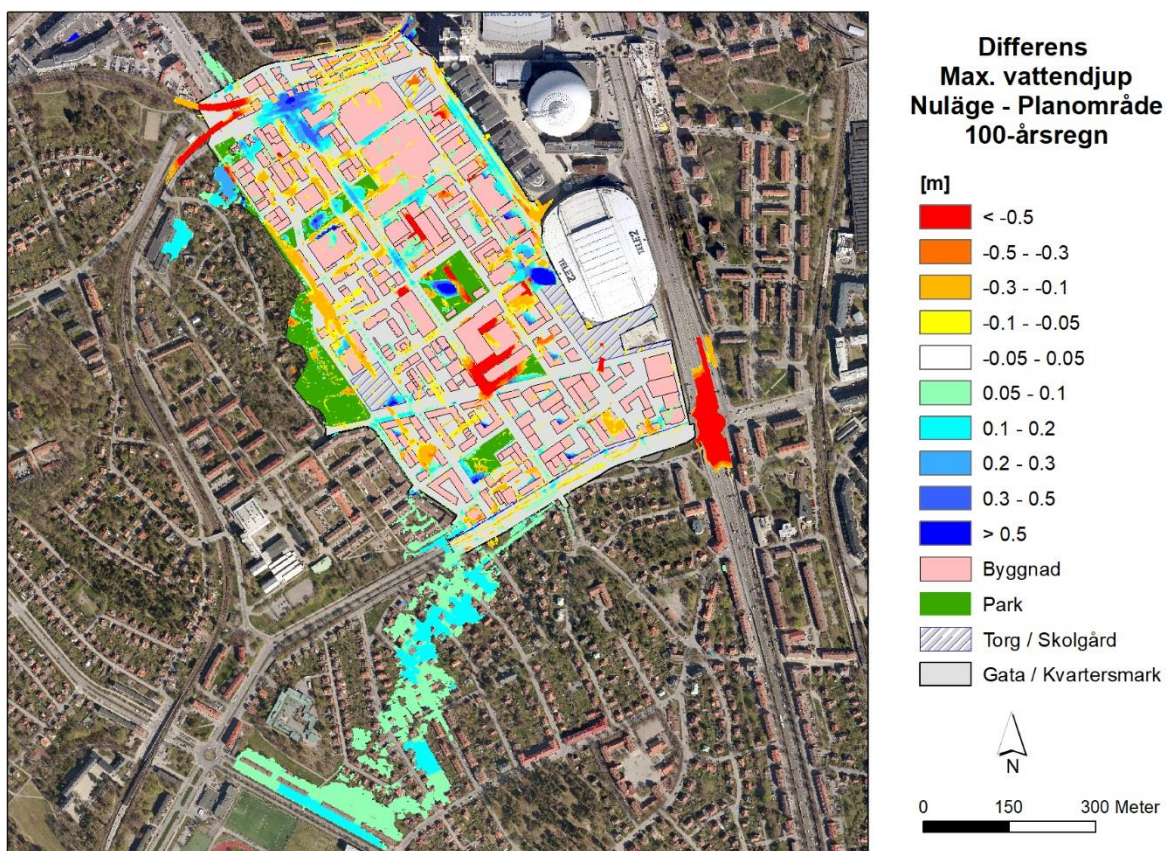 ERICSSON
TELE2
TELE2
Differens
Max. vattendjup
Nuläge - Planområde
100-årsregn
[m]
< -0.5
-0.5 - -0.3
-0.3 - -0.1
-0.1 - -0.05
-0.05 - 0.05
0.05 - 0.1
0.1 - 0.2
0.2 - 0.3
0.3 - 0.5
> 0.5
Byggnad
Park
Torg / Skolgård
Gata / Kvartersmark
N
0 150 300 Meter